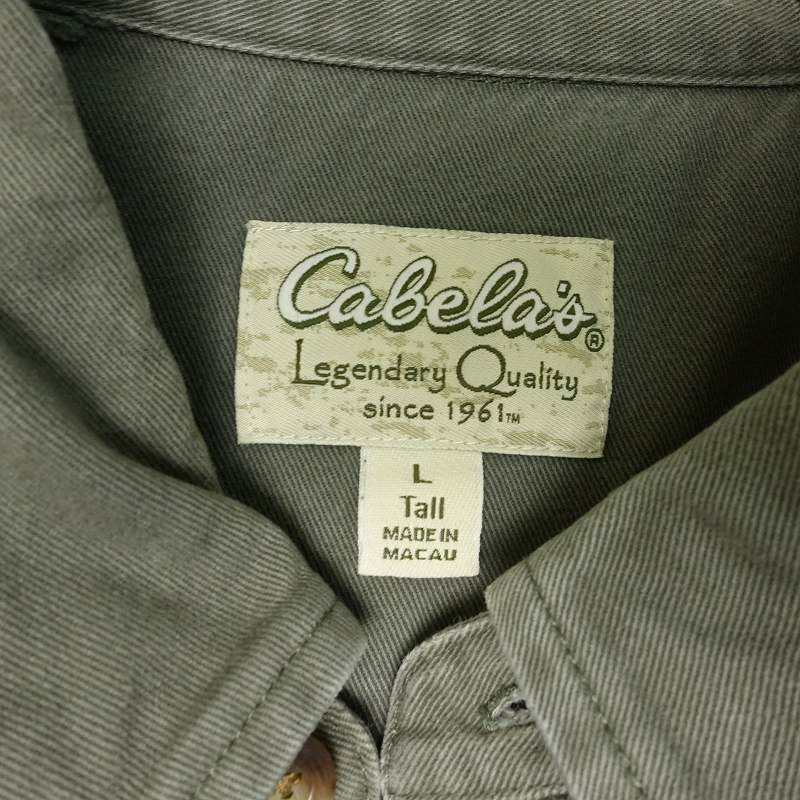 Cabela's®
Legendary Quality
since 1961™
L
Tall
MADE IN
MACAU